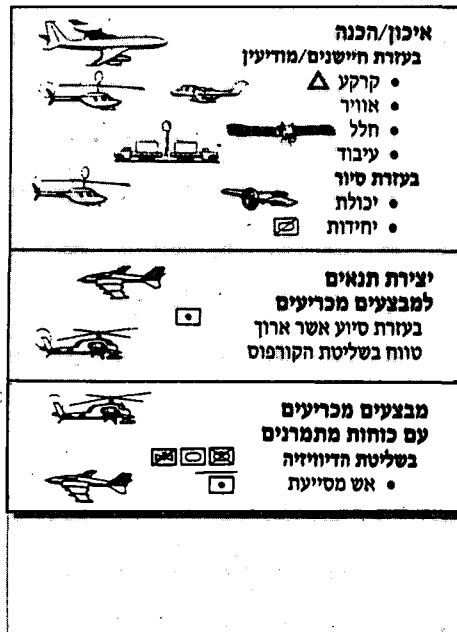 איכון/הכנה
בעזרת חיישנים/מודיעין
• קרקע
• אוויר
• חלל
• עיבוד
בעזרת סיור
• יכולת
• יחידות
יצירת תנאים
למבצעים מכריעים
בעזרת סיוע אשר ארוך
טווח בשליטת הקורפוס
מבצעים מכריעים
עם כוחות מתמרנים
בשליטת הדיוויזיה
• אש מסייעת